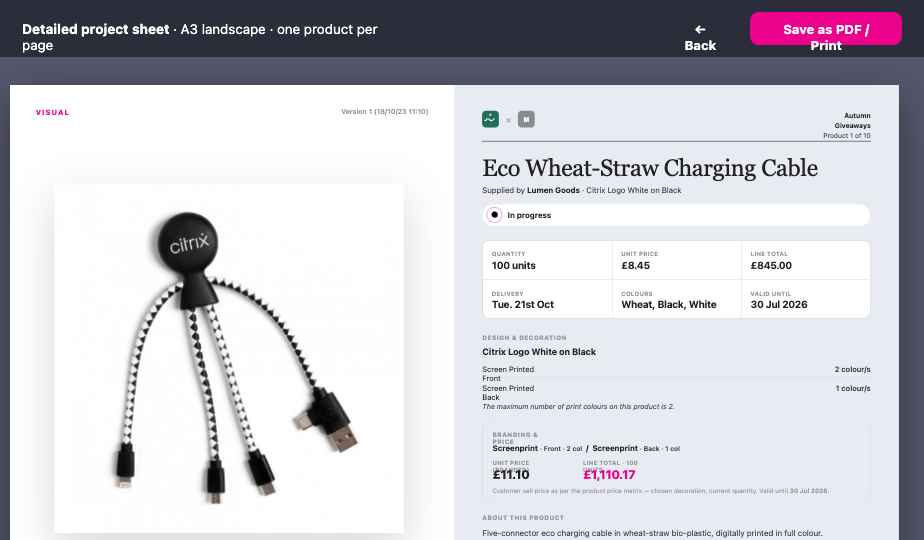 Detailed project sheet · A3 landscape · one product per
page
←
Back
Save as PDF /
Print
VISUAL
Version 1 (18/10/23 11:10)
citrix
x
M
Autumn
Giveaways
Product 1 of 10
Eco Wheat-Straw Charging Cable
Supplied by Lumen Goods · Citrix Logo White on Black
In progress
QUANTITY
100 units
UNIT PRICE
£8.45
LINE TOTAL
£845.00
DELIVERY
Tue. 21st Oct
COLOURS
Wheat, Black, White
VALID UNTIL
30 Jul 2026
DESIGN & DECORATION
Citrix Logo White on Black
Screen Printed
Front
2 colour/s
Screen Printed
Back
1 colour/s
The maximum number of print colours on this product is 2.
BRANDING &
PRICE
Screenprint · Front · 2 col / Screenprint · Back · 1 col
UNIT PRICE
£11.10
LINE TOTAL · 100
£1,110.17
Customer sell price as per the product price metrix — chosen decoration, current quantity. Valid until 30 Jul 2026.
ABOUT THIS PRODUCT
Five-connector eco charging cable in wheat-straw bio-plastic, digitally printed in full colour.